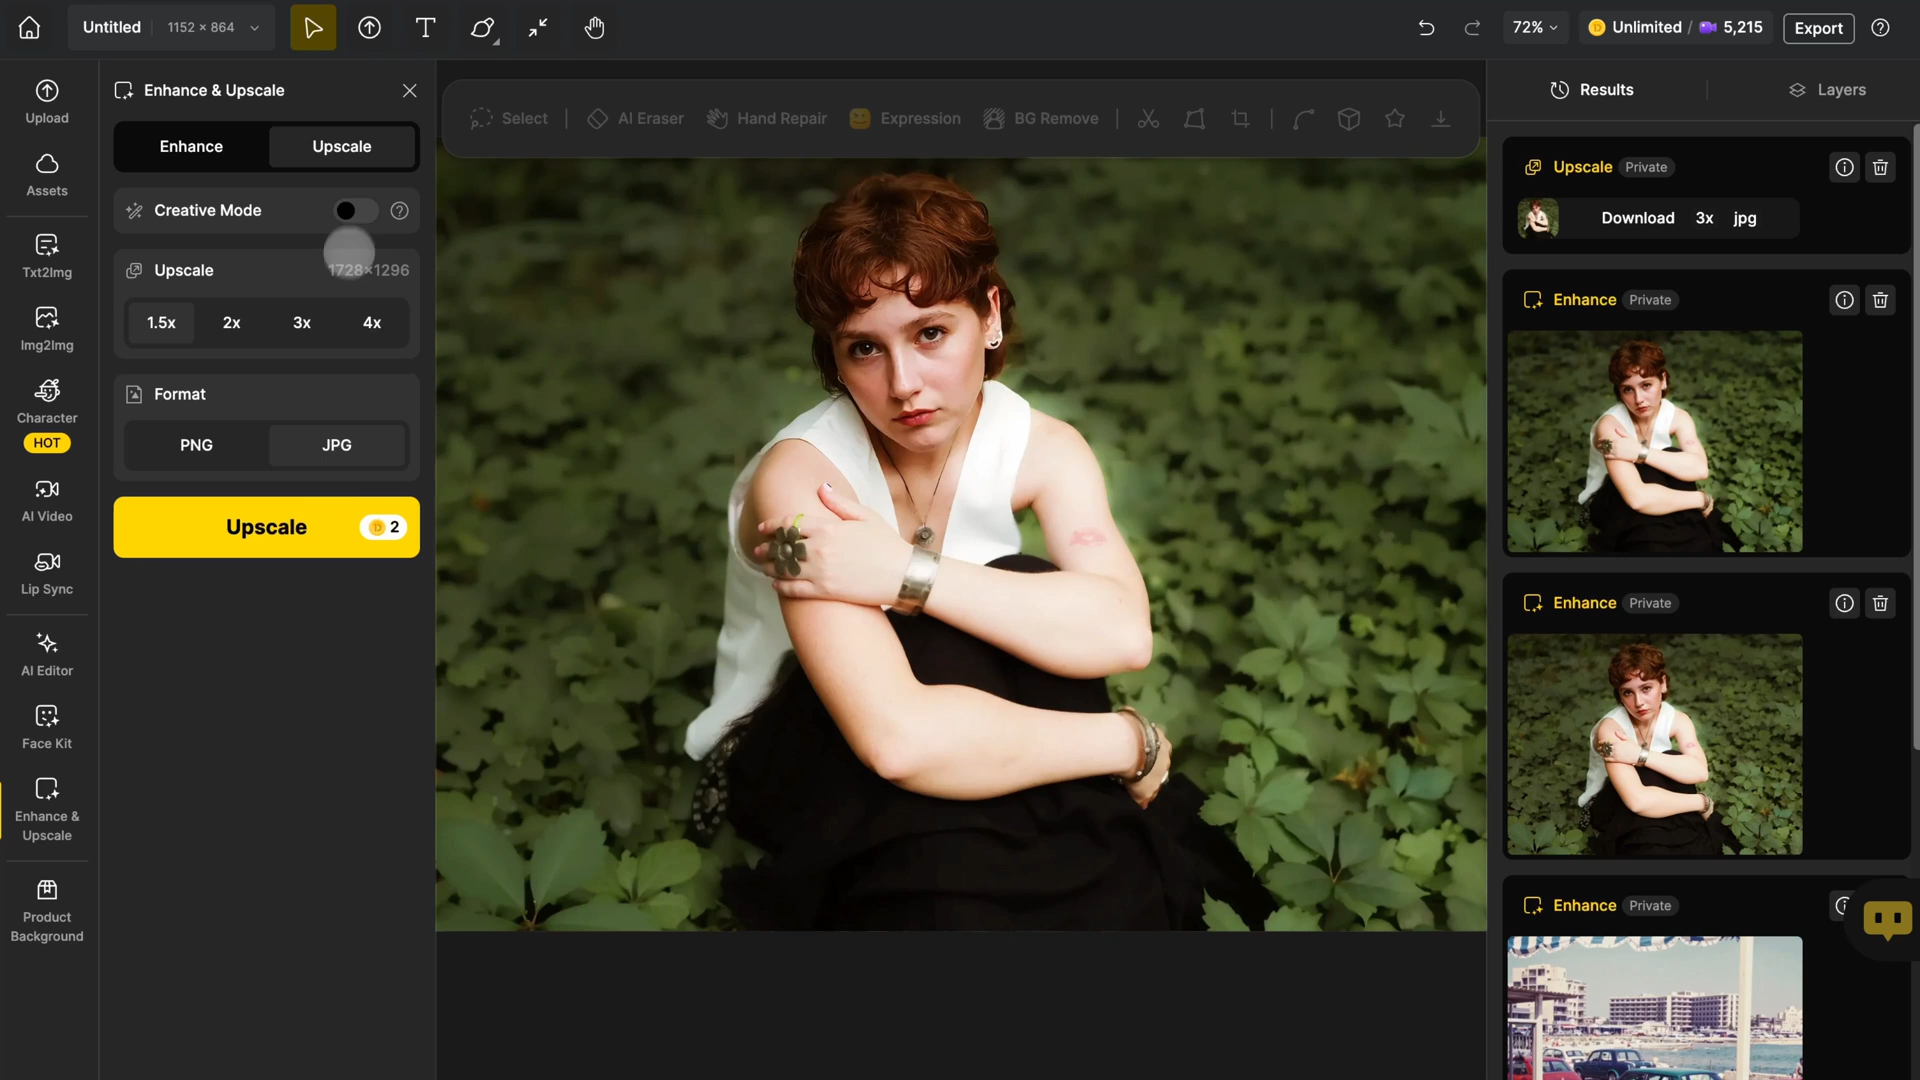 Untitled 1152 × 864
72% Unlimited / 5,215 Export
Upload
Assets
Txt2Img
Img2Img
Character
HOT
AI Video
Lip Sync
AI Editor
Face Kit
Enhance &
Upscale
Product
Background
Enhance & Upscale
Enhance Upscale
Creative Mode
Upscale 1728×1296
1.5x 2x 3x 4x
Format
PNG JPG
Upscale 2
Select AI Eraser Hand Repair Expression BG Remove
Results Layers
Upscale Private
Download 3x jpg
Enhance Private
Enhance Private
Enhance Private